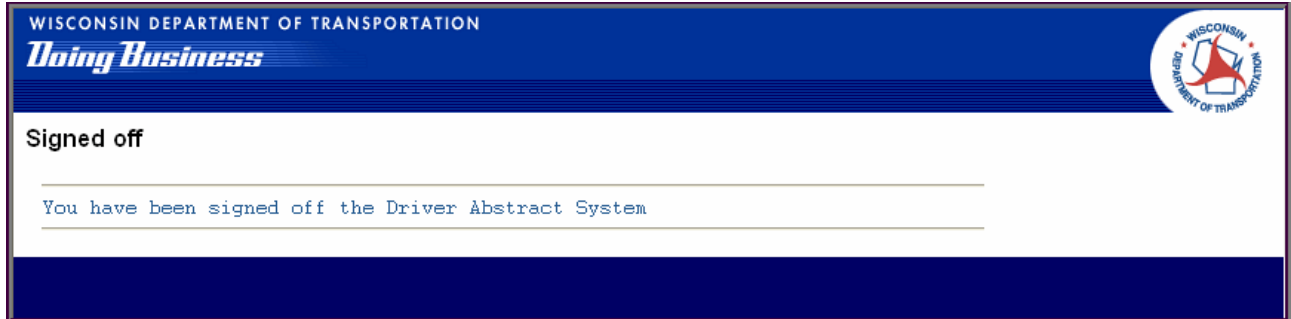 WISCONSIN DEPARTMENT OF TRANSPORTATION
Doing Business
WISCONSIN
DEPARTMENT OF TRANSPORTATION
Signed off
You have been signed off the Driver Abstract System